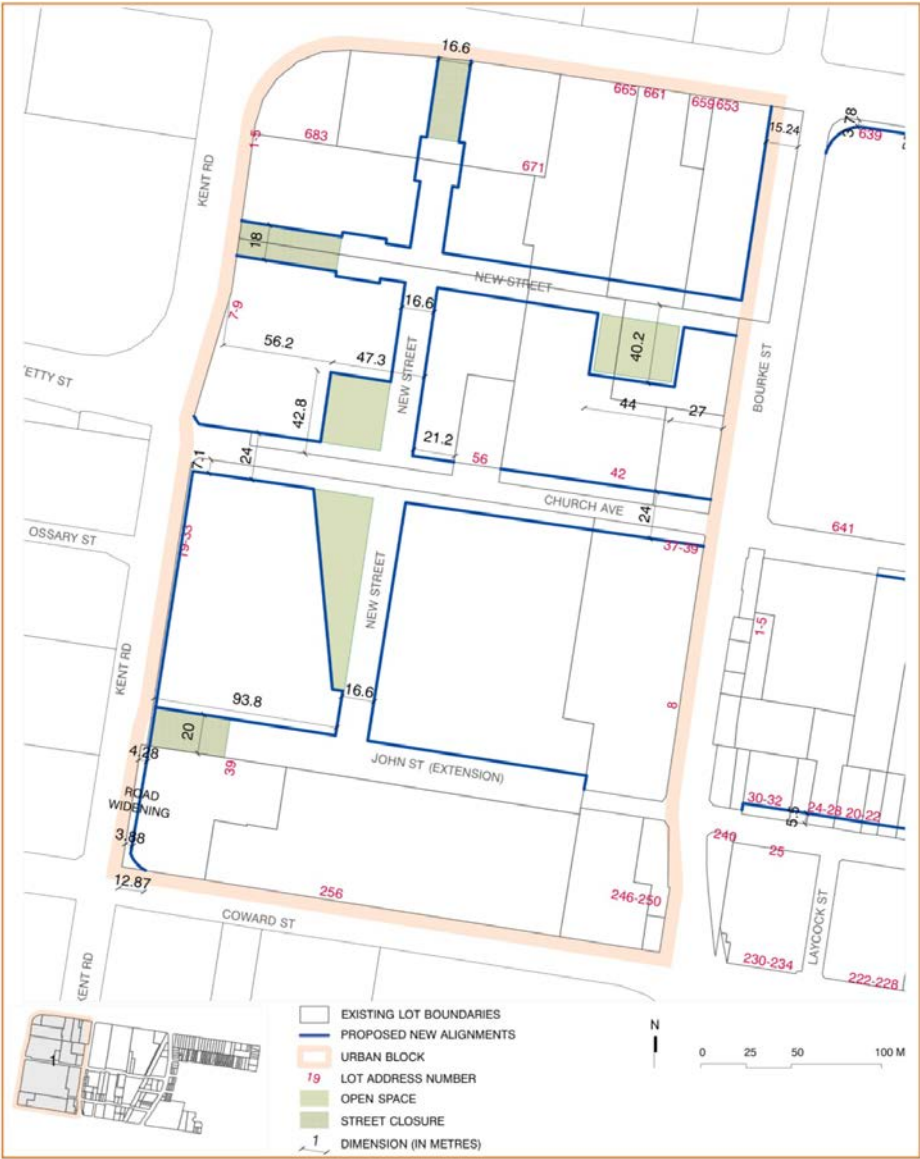 16.6
665 661
659 653
15.24
3.78
639
1-5
683
671
KENT RD
18
NEW STREET
7-9
16.6
56.2
47.3
40.2
NEW STREET
BOURKE ST
ETTY ST
42.8
44
27
21.2
7.1
24
56
42
CHURCH AVE
24
641
OSSARY ST
19-33
37-39
NEW STREET
1-5
KENT RD
93.8
16.6
8
20
4.28
39
JOHN ST (EXTENSION)
ROAD
WIDENING
30-32
24-28 20-22
5.5
3.88
240
25
12.87
256
246-250
COWARD ST
LAYCOCK ST
230-234
222-228
KENT RD
1
EXISTING LOT BOUNDARIES
PROPOSED NEW ALIGNMENTS
URBAN BLOCK
19 LOT ADDRESS NUMBER
OPEN SPACE
STREET CLOSURE
1 DIMENSION (IN METRES)
N
0 25 50 100 M